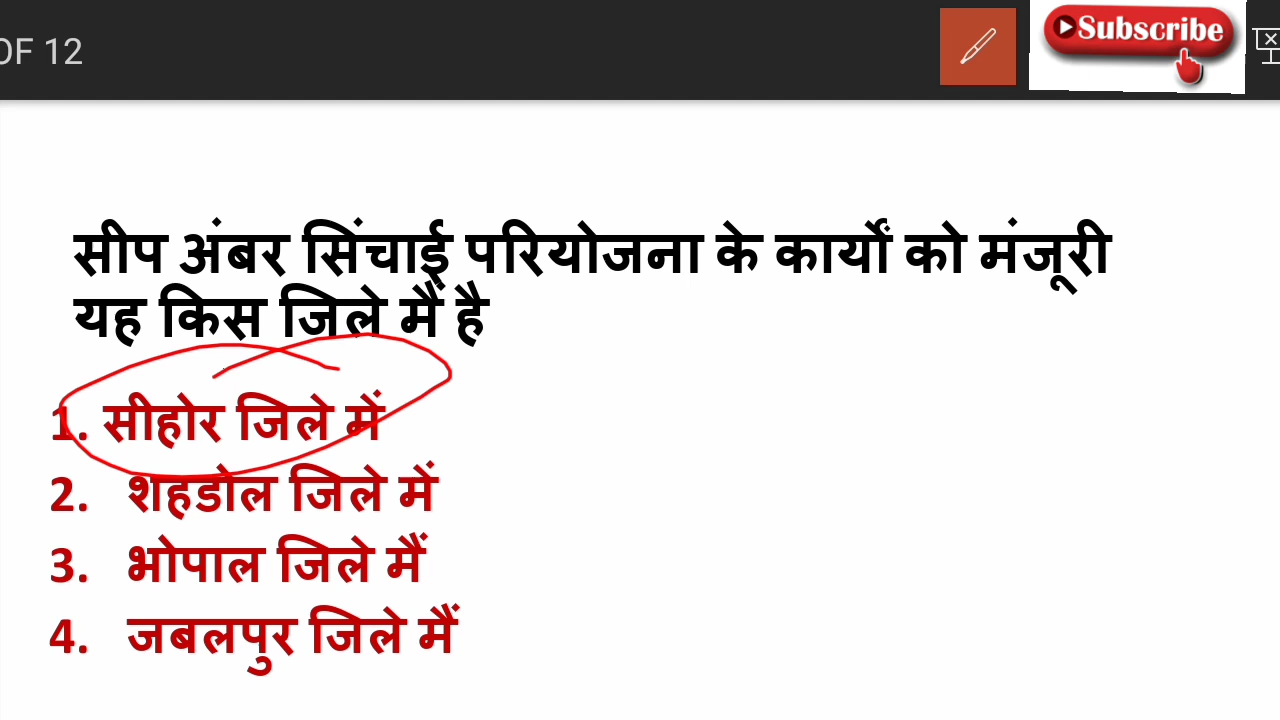 OF 12
Subscribe
सीप अंबर सिंचाई परियोजना के कार्यों को मंजूरी
यह किस जिले मैं है
1. सीहोर जिले में
2. शहडोल जिले में
3. भोपाल जिले मैं
4. जबलपुर जिले मैं